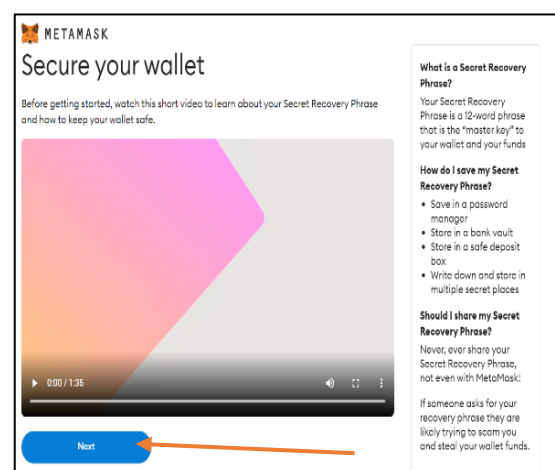 METAMASK
Secure your wallet
Before getting started, watch this short video to learn about your Secret Recovery Phrase
and how to keep your wallet safe.
0:00 / 1:35
Next
What is a Secret Recovery
Phrase?
Your Secret Recovery
Phrase is a 12-word phrase
that is the “master key” to
your wallet and your funds
How do I save my Secret
Recovery Phrase?
• Save in a password
manager
• Store in a bank vault
• Store in a safe deposit
box
• Write down and store in
multiple secret places
Should I share my Secret
Recovery Phrase?
Never, ever share your
Secret Recovery Phrase,
not even with MetaMask!
If someone asks for your
recovery phrase they are
likely trying to scam you
and steal your wallet funds.